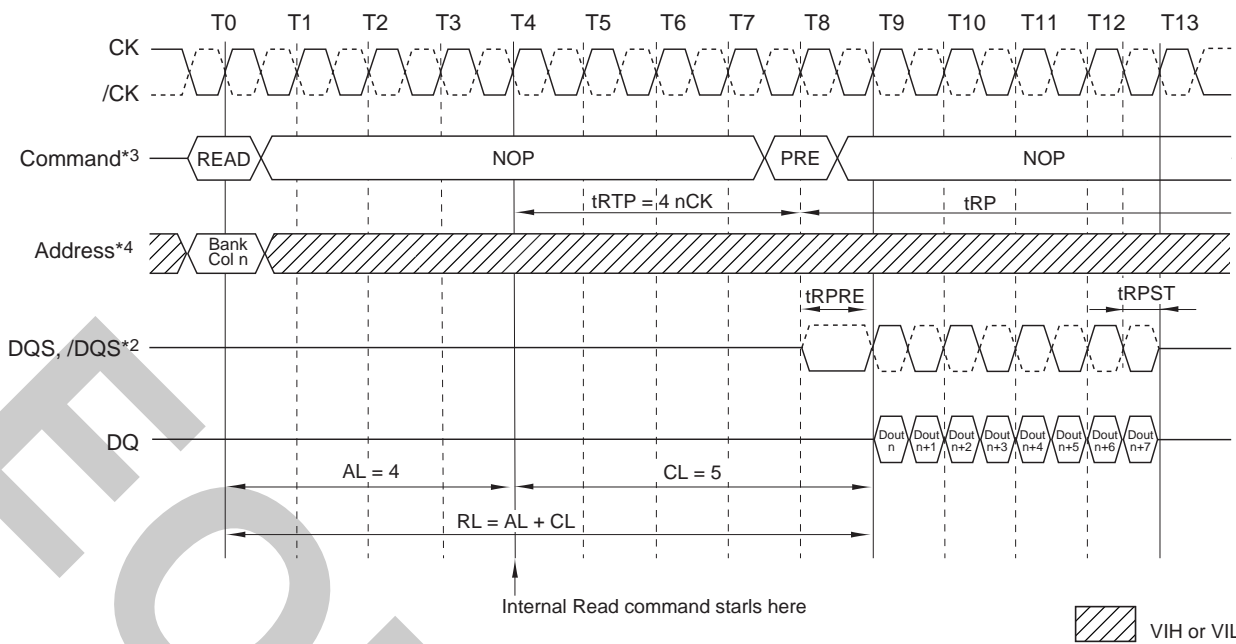 T0 T1 T2 T3 T4 T5 T6 T7 T8 T9 T10 T11 T12 T13
CK
/CK
Command*3 READ NOP PRE NOP
tRTP = 4 nCK tRP
Address*4 Bank Col n
tRPRE tRPST
DQS, /DQS*2
DQ Dout n Dout n+1 Dout n+2 Dout n+3 Dout n+4 Dout n+5 Dout n+6 Dout n+7
AL = 4 CL = 5
RL = AL + CL
Internal Read command starls here
VIH or VIL